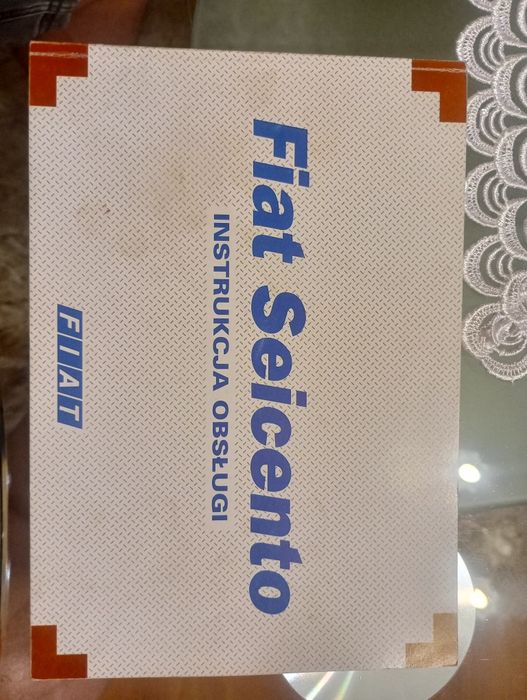 Fiat Seicento
INSTRUKCJA OBSŁUGI
FIAT